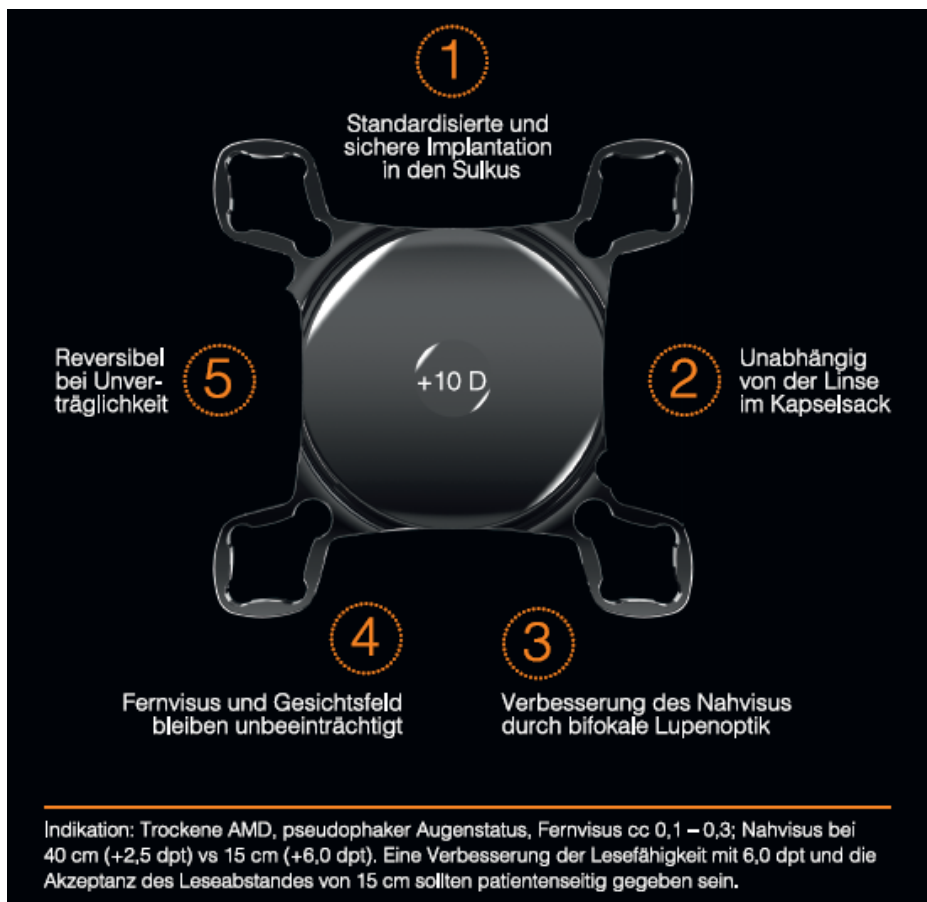 1
Standardisierte und
sichere Implantation
in den Sulkus
+10 D
2
Unabhängig
von der Linse
im Kapselsack
3
Verbesserung des Nahvisus
durch bifokale Lupenoptik
4
Fernvisus und Gesichtsfeld
bleiben unbeeinträchtigt
5
Reversibel
bei Unver-
träglichkeit
Indikation: Trockene AMD, pseudophaker Augenstatus, Fernvisus cc 0,1 – 0,3; Nahvisus bei
40 cm (+2,5 dpt) vs 15 cm (+6,0 dpt). Eine Verbesserung der Lesefähigkeit mit 6,0 dpt und die
Akzeptanz des Leseabstandes von 15 cm sollten patientenseitig gegeben sein.